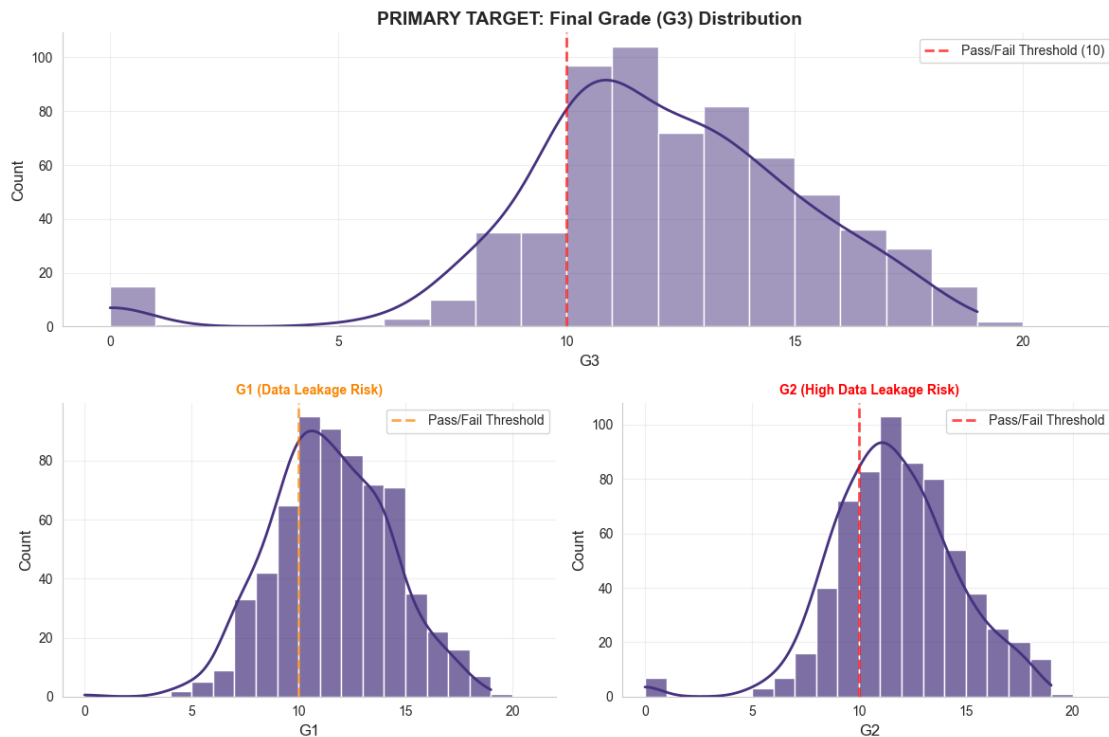 PRIMARY TARGET: Final Grade (G3) Distribution
Pass/Fail Threshold (10)
100
80
60
40
20
0
Count
0
5
10
15
20
G3
G1 (Data Leakage Risk)
Pass/Fail Threshold
80
60
40
20
0
Count
0
5
10
15
20
G1
G2 (High Data Leakage Risk)
Pass/Fail Threshold
100
80
60
40
20
0
Count
0
5
10
15
20
G2